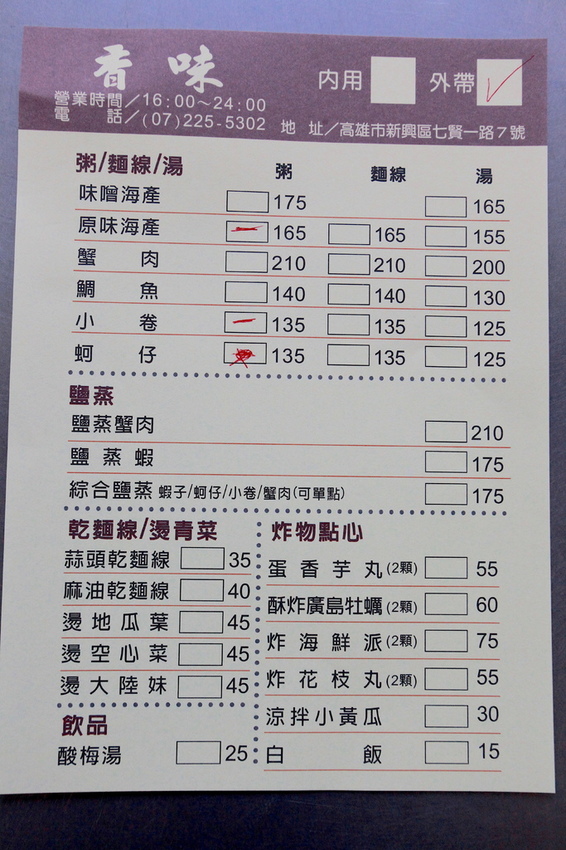 香味
內用 外帶
營業時間/16:00~24:00
電話/(07)225-5302 地址/高雄市新興區七賢一路7號
粥/麵線/湯 粥 麵線 湯
味噌海產 175 165
原味海產 165 165 155
蟹肉 210 210 200
鯛魚 140 140 130
小卷 135 135 125
蚵仔 135 135 125
鹽蒸
鹽蒸蟹肉 210
鹽蒸蝦 175
綜合鹽蒸 蝦子/蚵仔/小卷/蟹肉(可單點) 175
乾麵線/燙青菜
蒜頭乾麵線 35
麻油乾麵線 40
燙地瓜葉 45
燙空心菜 45
燙大陸妹 45
飲品
酸梅湯 25
炸物點心
蛋香芋丸(2顆) 55
酥炸廣島牡蠣(2顆) 60
炸海鮮派(2顆) 75
炸花枝丸(2顆) 55
涼拌小黃瓜 30
白飯 15